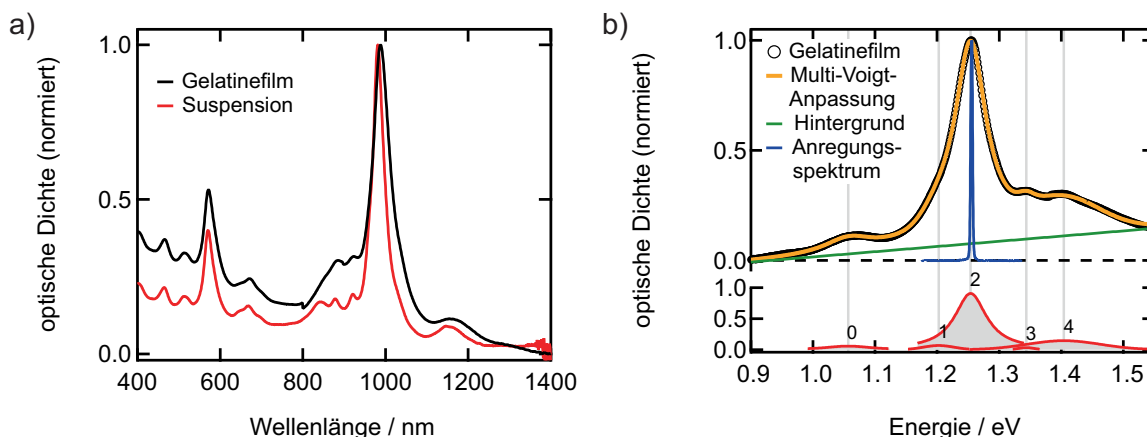 a)
optische Dichte (normiert)
1.0
0.5
0.0
Gelatinefilm
Suspension
400
600
800
1000
1200
1400
Wellenlänge / nm
b)
optische Dichte (normiert)
1.0
0.5
0.0
Gelatinefilm
Multi-Voigt-
Anpassung
Hintergrund
Anregungs-
spektrum
1.0
0.5
0.0
0
1
2
3
4
0.9
1.0
1.1
1.2
1.3
1.4
1.5
Energie / eV